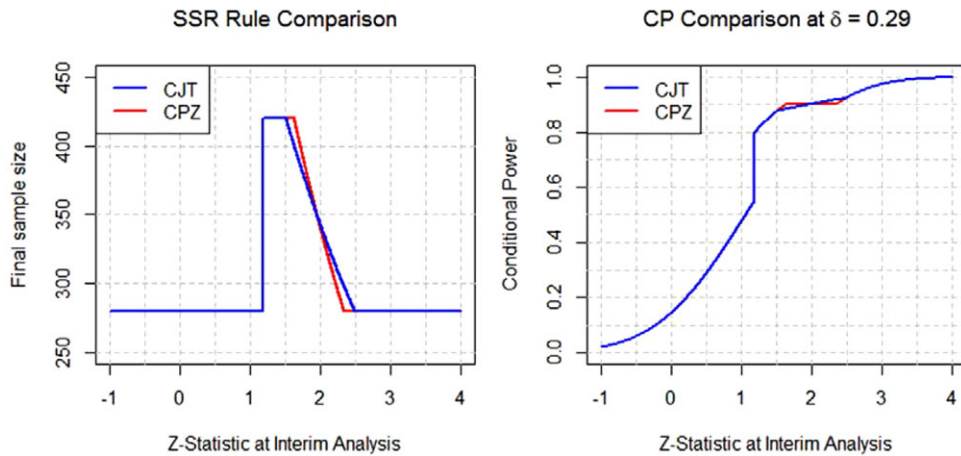 SSR Rule Comparison
CJT
CPZ
450
400
350
300
250
Final sample size
-1 0 1 2 3 4
Z-Statistic at Interim Analysis
CP Comparison at δ = 0.29
CJT
CPZ
1.0
0.8
0.6
0.4
0.2
0.0
Conditional Power
-1 0 1 2 3 4
Z-Statistic at Interim Analysis